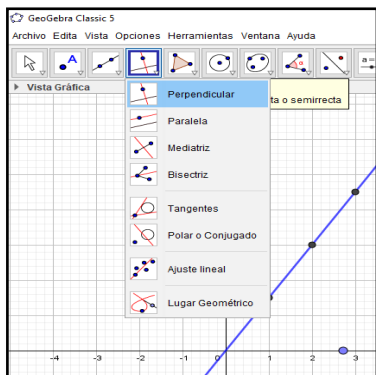 GeoGebra Classic 5
Archivo Edita Vista Opciones Herramientas Ventana Ayuda
A
a=
Vista Gráfica
Perpendicular
ta o semirrecta
Paralela
Mediatriz
Bisectriz
Tangentes
Polar o Conjugado
Ajuste lineal
Lugar Geométrico
-4 -3 -2 -1 0 1 2 3